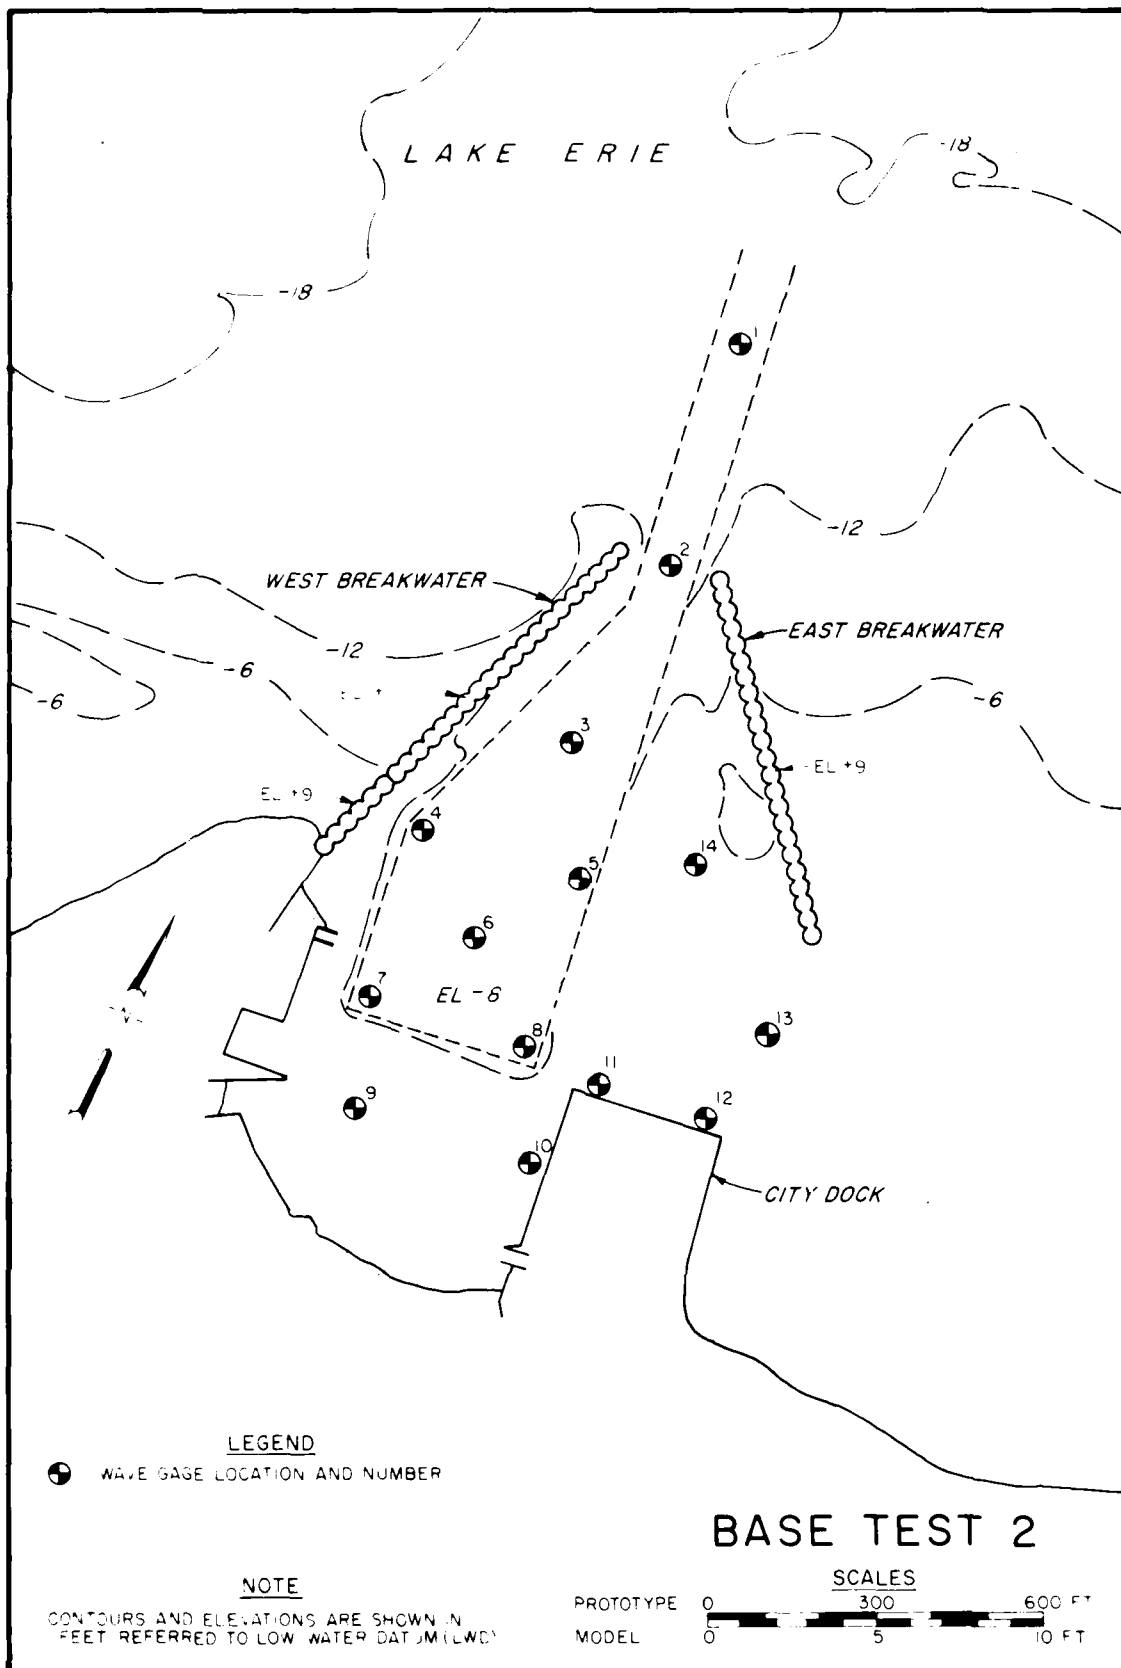 LAKE ERIE
-18
-18
1
-12
2
WEST BREAKWATER
EAST BREAKWATER
-12
-6
-6
-6
3
EL +9
EL +9
4
14
5
6
7
EL -8
8
13
11
9
12
10
CITY DOCK
LEGEND
WAVE GAGE LOCATION AND NUMBER
BASE TEST 2
NOTE
CONTOURS AND ELEVATIONS ARE SHOWN IN
FEET REFERRED TO LOW WATER DATUM (LWD)
SCALES
PROTOTYPE 0 300 600 FT
MODEL 0 5 10 FT